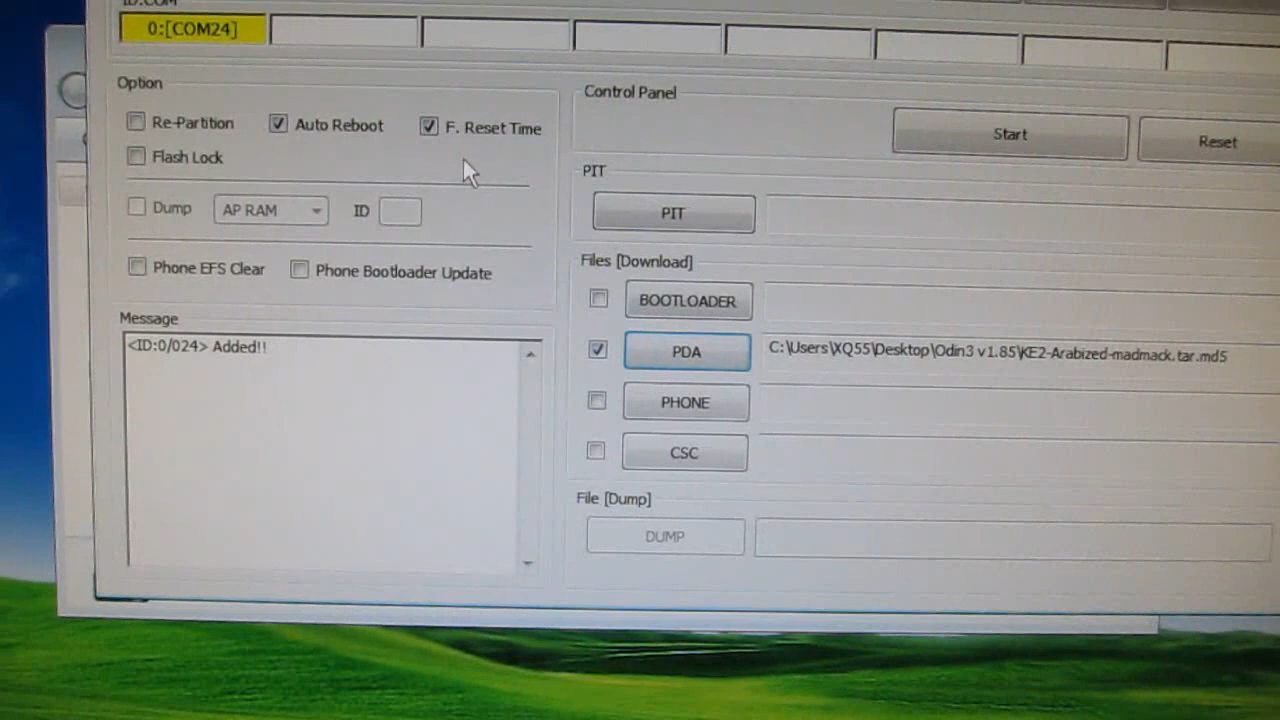 ID:COM
0:[COM24]
Option
Re-Partition Auto Reboot F. Reset Time
Flash Lock
Dump AP RAM ID
Phone EFS Clear Phone Bootloader Update
Message
<ID:0/024> Added!!
Control Panel
Start Reset
PIT
PIT
Files [Download]
BOOTLOADER
PDA C:\Users\XQ55\Desktop\Odin3 v1.85\KE2-Arabized-madmack.tar.md5
PHONE
CSC
File [Dump]
DUMP